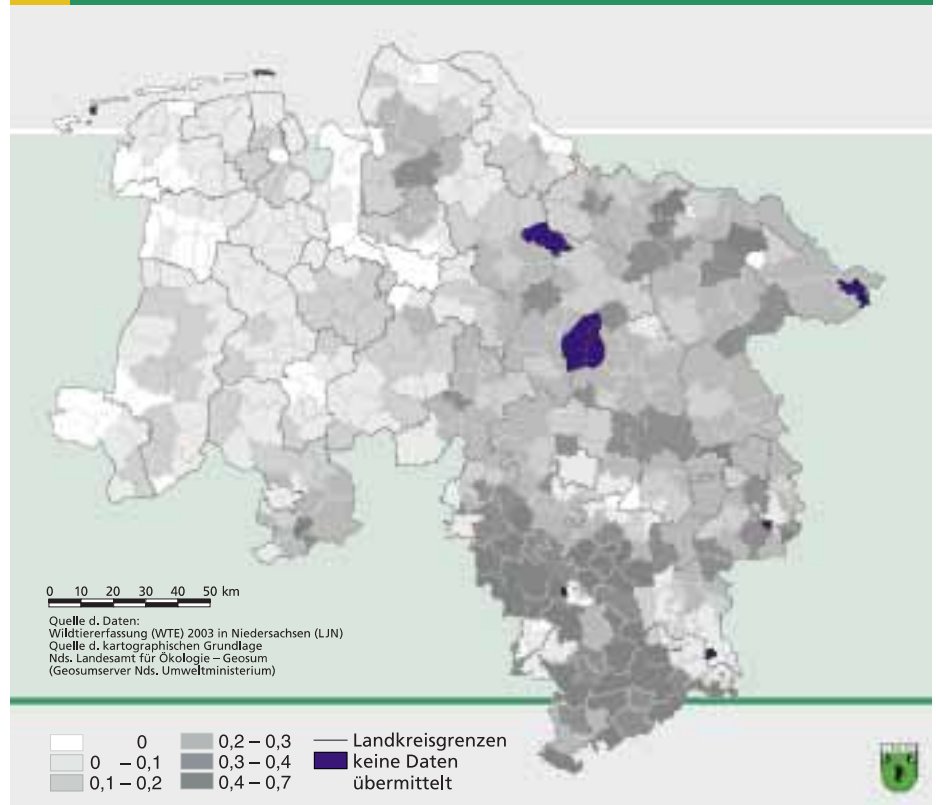 0 10 20 30 40 50 km
Quelle d. Daten:
Wildtiererfassung (WTE) 2003 in Niedersachsen (LJN)
Quelle d. kartographischen Grundlage
Nds. Landesamt für Ökologie – Geosum
(Geosumserver Nds. Umweltministerium)
0
0 – 0,1
0,1 – 0,2
0,2 – 0,3
0,3 – 0,4
0,4 – 0,7
Landkreisgrenzen
keine Daten
übermittelt